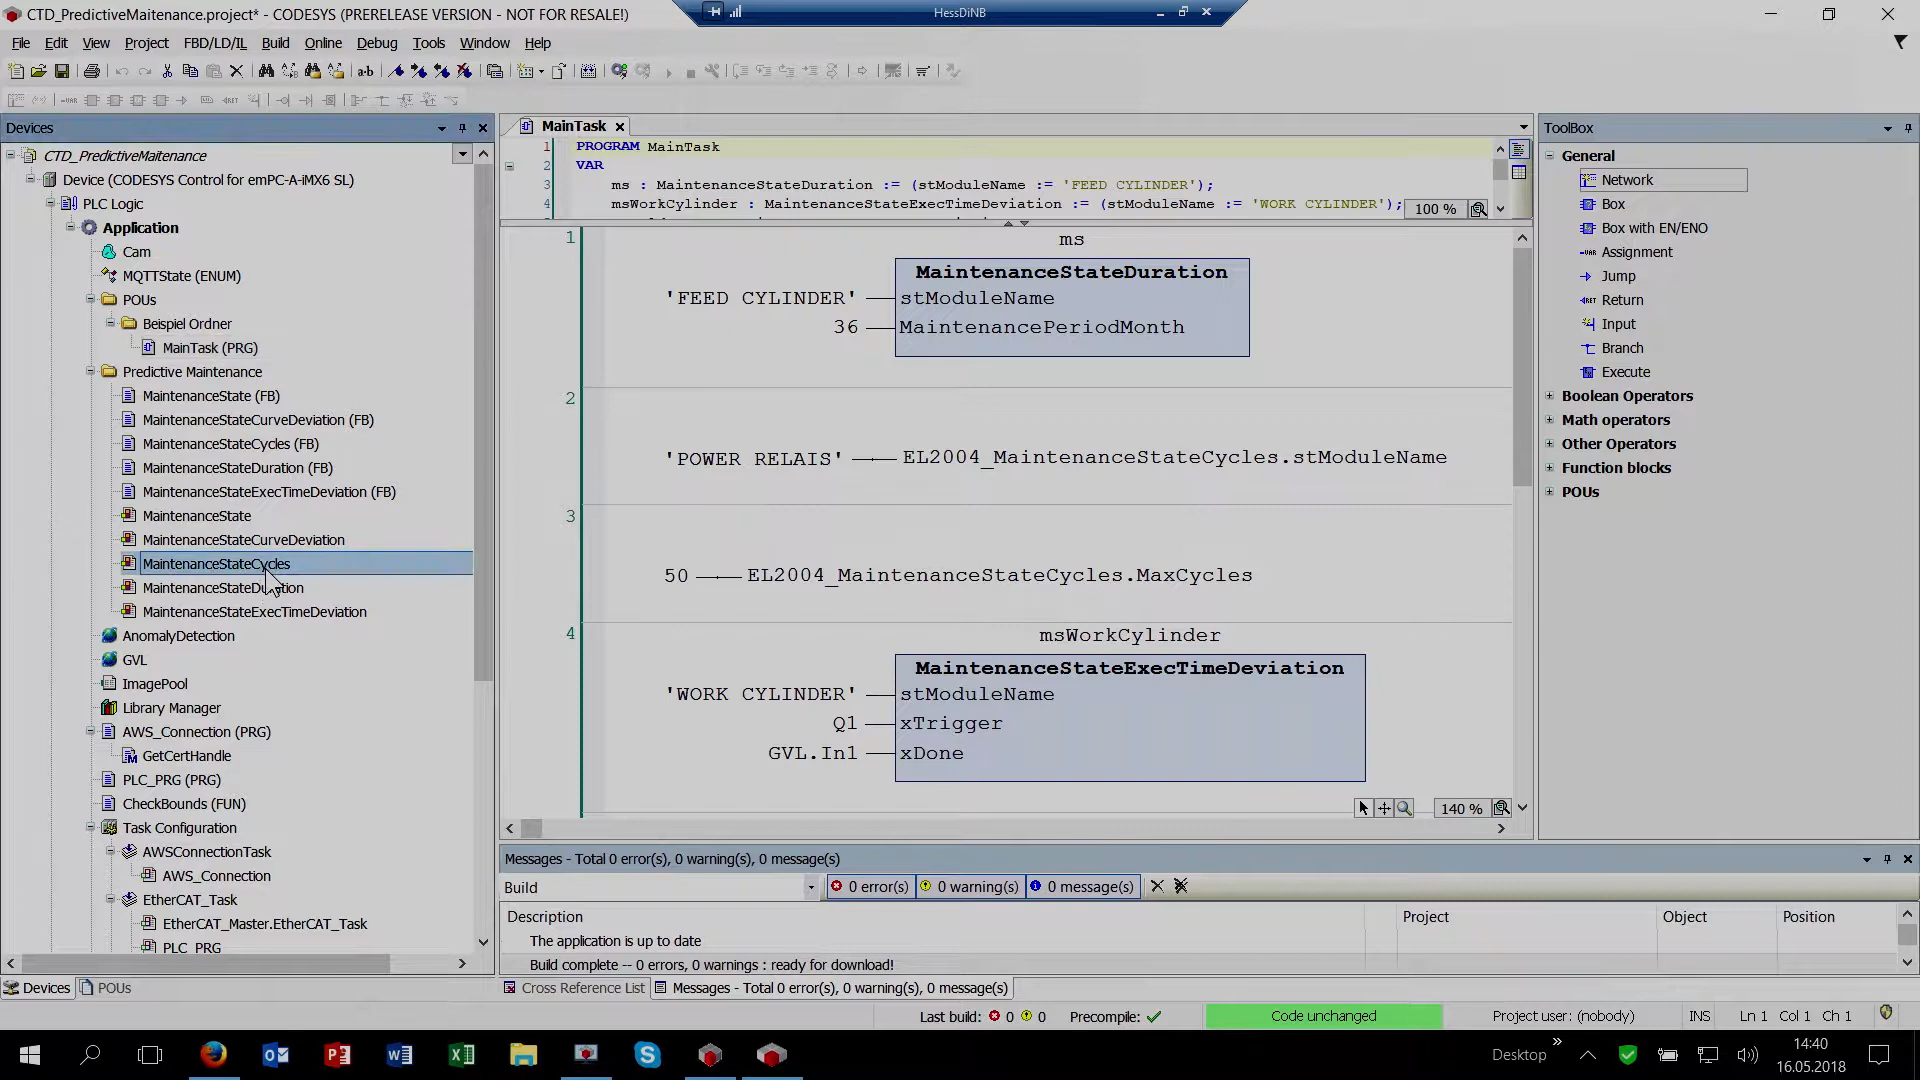 CTD_PredictiveMaitenance.project* - CODESYS (PRERELEASE VERSION - NOT FOR RESALE!)
HessDiNB
File Edit View Project FBD/LD/IL Build Online Debug Tools Window Help
Devices
CTD_PredictiveMaitenance
Device (CODESYS Control for emPC-A-iMX6 SL)
PLC Logic
Application
Cam
MQTTState (ENUM)
POUs
Beispiel Ordner
MainTask (PRG)
Predictive Maintenance
MaintenanceState (FB)
MaintenanceStateCurveDeviation (FB)
MaintenanceStateCycles (FB)
MaintenanceStateDuration (FB)
MaintenanceStateExecTimeDeviation (FB)
MaintenanceState
MaintenanceStateCurveDeviation
MaintenanceStateCycles
MaintenanceStateDuration
MaintenanceStateExecTimeDeviation
AnomalyDetection
GVL
ImagePool
Library Manager
AWS_Connection (PRG)
GetCertHandle
PLC_PRG (PRG)
CheckBounds (FUN)
Task Configuration
AWSConnectionTask
AWS_Connection
EtherCAT_Task
EtherCAT_Master.EtherCAT_Task
PLC_PRG
Devices POUs
MainTask
1 PROGRAM MainTask
2 VAR
3 ms : MaintenanceStateDuration := (stModuleName := 'FEED CYLINDER');
4 msWorkCylinder : MaintenanceStateExecTimeDeviation := (stModuleName := 'WORK CYLINDER');
100 %
1
ms
MaintenanceStateDuration
'FEED CYLINDER' stModuleName
36 MaintenancePeriodMonth
2
'POWER RELAIS' EL2004_MaintenanceStateCycles.stModuleName
3
50 EL2004_MaintenanceStateCycles.MaxCycles
4
msWorkCylinder
MaintenanceStateExecTimeDeviation
'WORK CYLINDER' stModuleName
Q1 xTrigger
GVL.In1 xDone
140 %
ToolBox
General
Network
Box
Box with EN/ENO
Assignment
Jump
Return
Input
Branch
Execute
Boolean Operators
Math operators
Other Operators
Function blocks
POUs
Messages - Total 0 error(s), 0 warning(s), 0 message(s)
Build 0 error(s) 0 warning(s) 0 message(s)
Description Project Object Position
The application is up to date
Build complete -- 0 errors, 0 warnings : ready for download!
Cross Reference List Messages - Total 0 error(s), 0 warning(s), 0 message(s)
Last build: 0 0 Precompile: Code unchanged Project user: (nobody) INS Ln 1 Col 1 Ch 1
Desktop
14:40
16.05.2018